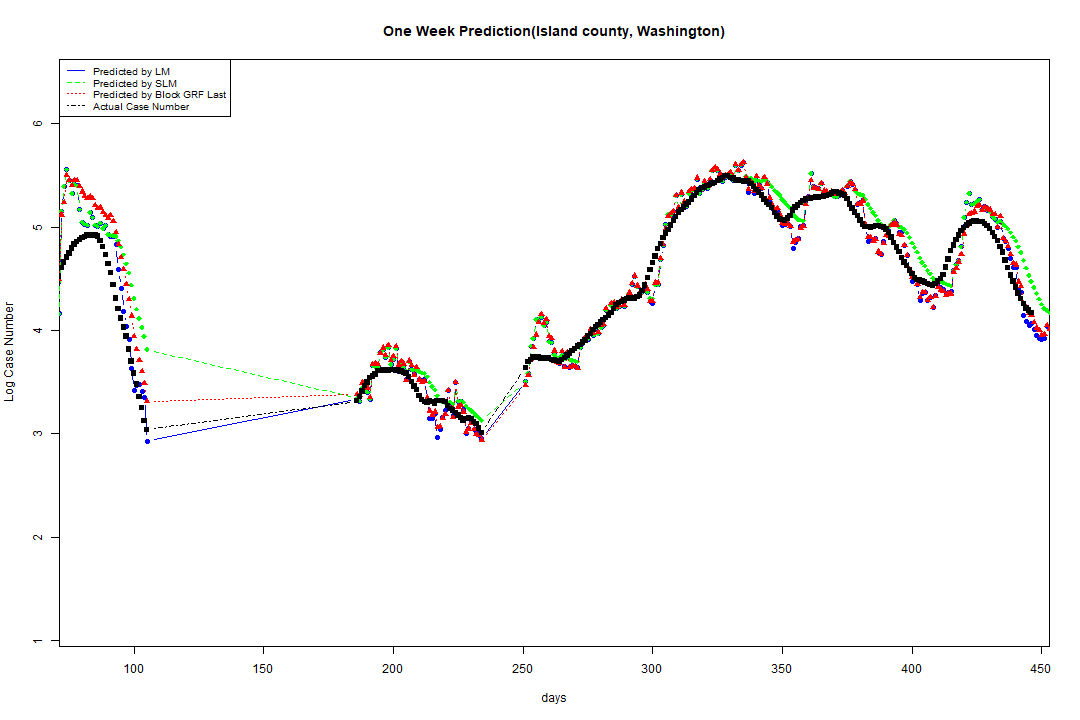 One Week Prediction(Island county, Washington)
Predicted by LM
Predicted by SLM
Predicted by Block GRF Last
Actual Case Number
Log Case Number
6
5
4
3
2
1
100 150 200 250 300 350 400 450
days